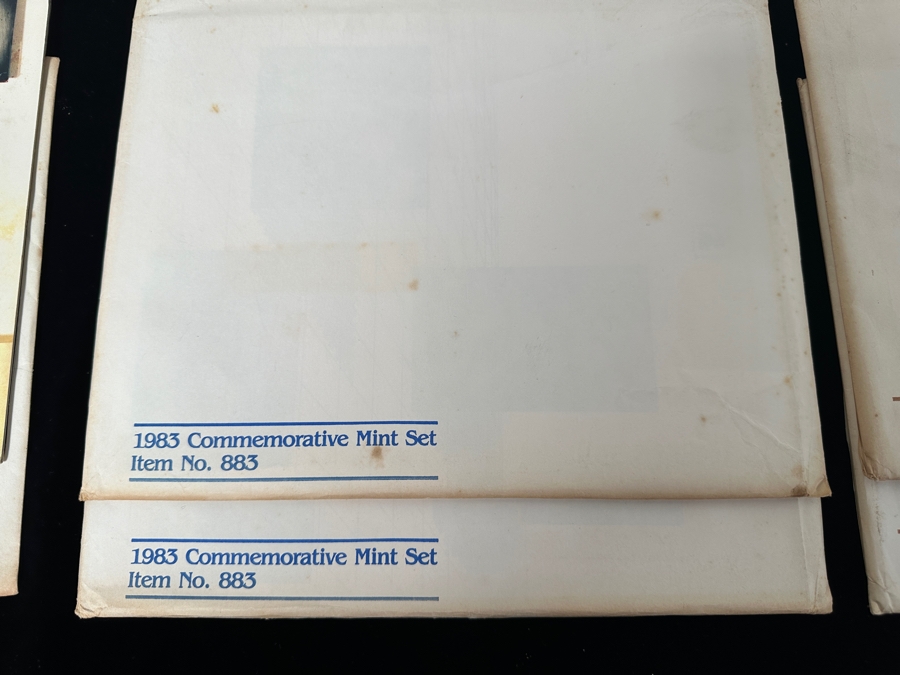 1983 Commemorative Mint Set
Item No. 883
1983 Commemorative Mint Set
Item No. 883